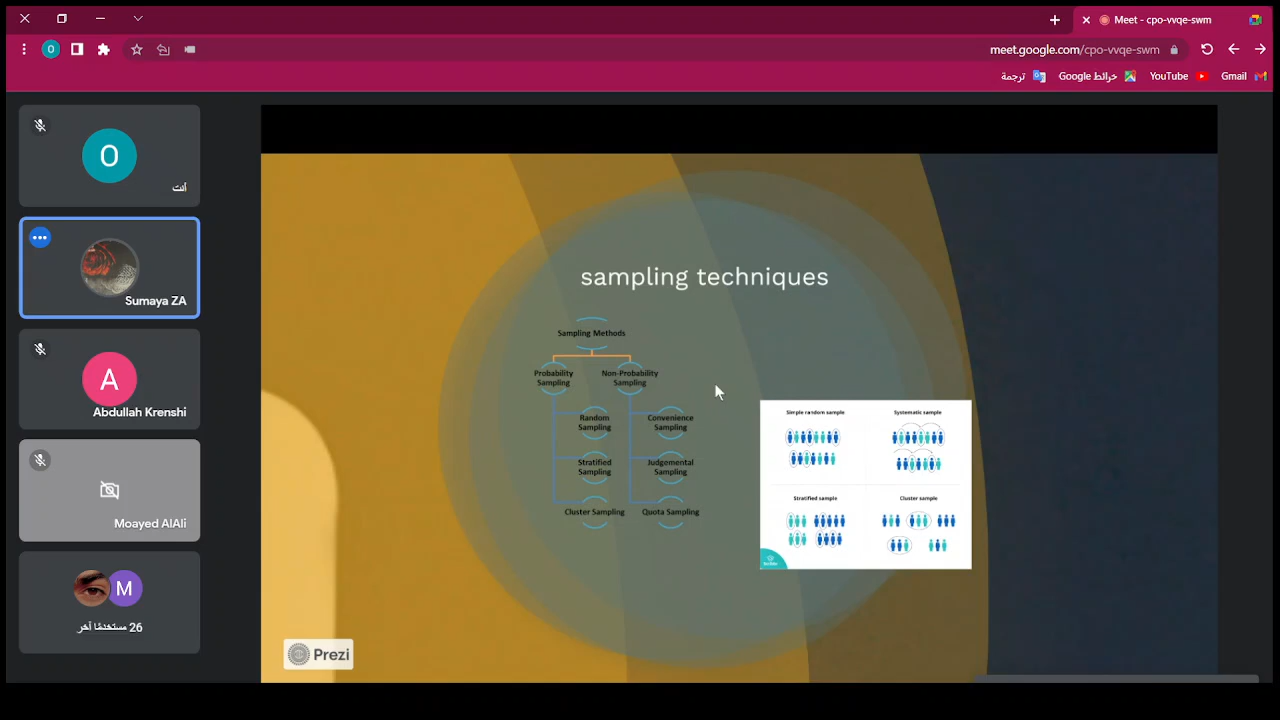 Meet - cpo-vvqe-swm
O
meet.google.com/cpo-vvqe-swm
ترجمة
خرائط Google
YouTube
Gmail
O
أنت
Sumaya ZA
A
Abdullah Krenshi
Moayed AlAli
M
26 مستخدمًا آخر
sampling techniques
Sampling Methods
Probability
Sampling
Non-Probability
Sampling
Random
Sampling
Convenience
Sampling
Stratified
Sampling
Judgemental
Sampling
Cluster Sampling
Quota Sampling
Simple random sample
Systematic sample
Stratified sample
Cluster sample
Prezi